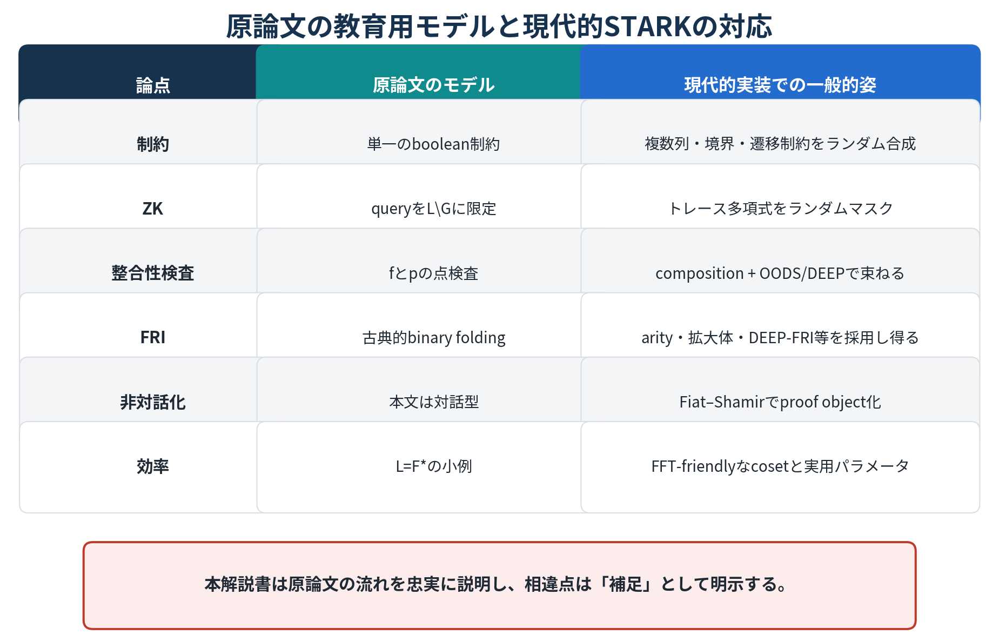 原論文の教育用モデルと現代的STARKの対応
論点 原論文のモデル 現代的実装での一般的姿
制約 単一のboolean制約 複数列・境界・遷移制約をランダム合成
ZK queryをL\Gに限定 トレース多項式をランダムマスク
整合性検査 fとpの点検査 composition + OODS/DEEPで束ねる
FRI 古典的binary folding arity・拡大体・DEEP-FRI等を採用し得る
非対話化 本文は対話型 Fiat–Shamirでproof object化
効率 L=F*の小例 FFT-friendlyなcosetと実用パラメータ
本解説書は原論文の流れを忠実に説明し、相違点は「補足」として明示する。